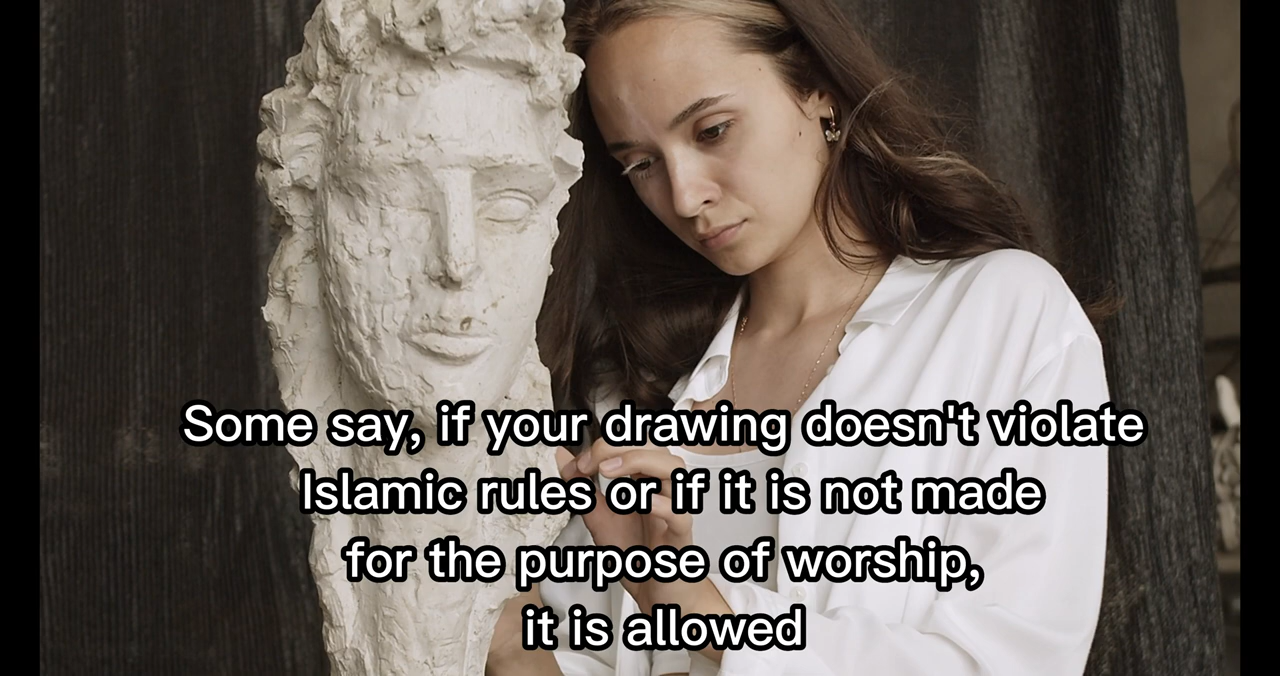 Some say, if your drawing doesn't violate
Islamic rules or if it is not made
for the purpose of worship,
it is allowed